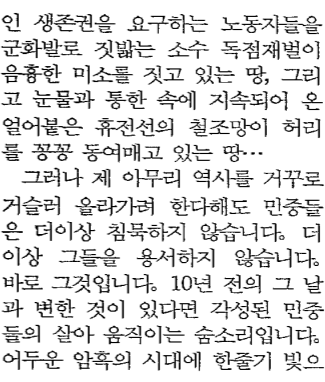 인 생존권을 요구하는 노동자들을
군화발로 짓밟는 소수 독점재벌이
음흉한 미소를 짓고 있는 땅, 그리
고 눈물과 통한 속에 지속되어 온
얼어붙은 휴전선의 철조망이 허리
를 꽁꽁 동여매고 있는 땅…
그러나 제 아무리 역사를 거꾸로
거슬러 올라가려 한다해도 민중들
은 더이상 침묵하지 않습니다. 더
이상 그들을 용서하지 않습니다.
바로 그것입니다. 10년 전의 그 날
과 변한 것이 있다면 각성된 민중
들의 살아 움직이는 숨소리입니다.
어두운 암흑의 시대에 한줄기 빛으